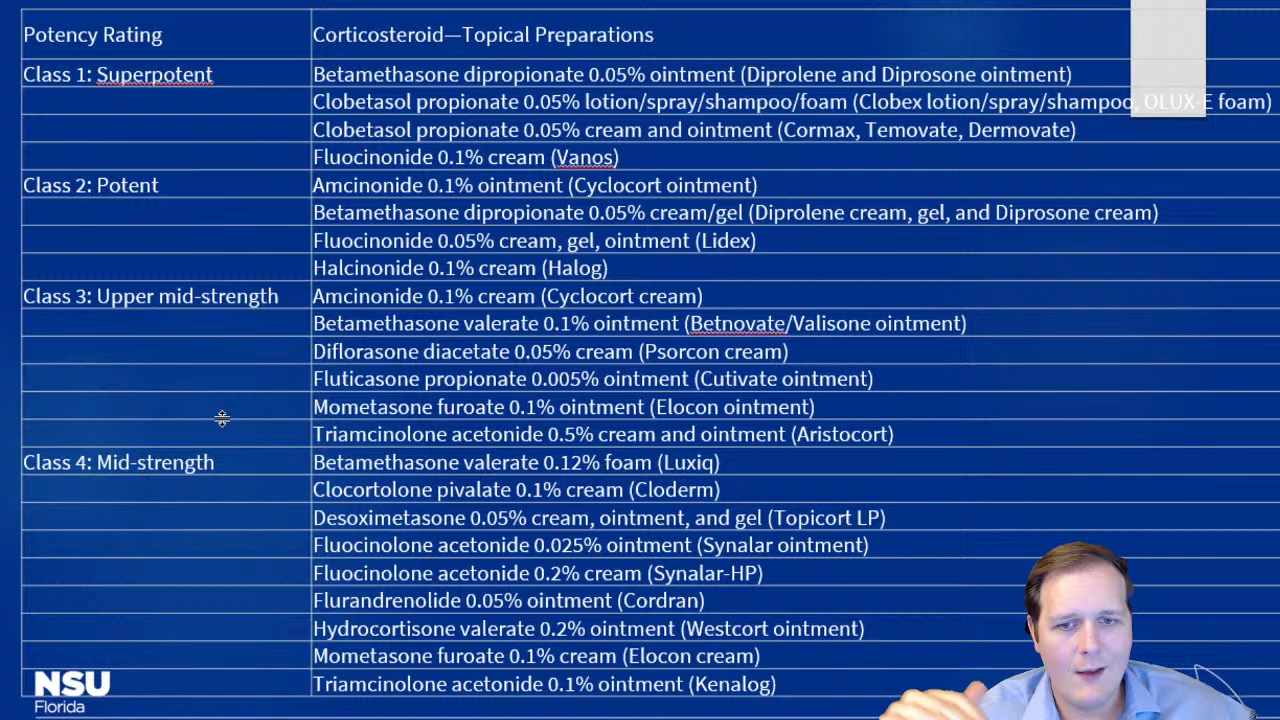 Potency Rating Corticosteroid—Topical Preparations
Class 1: Superpotent Betamethasone dipropionate 0.05% ointment (Diprolene and Diprosone ointment)
Clobetasol propionate 0.05% lotion/spray/shampoo/foam (Clobex lotion/spray/shampoo, OLUX-E foam)
Clobetasol propionate 0.05% cream and ointment (Cormax, Temovate, Dermovate)
Fluocinonide 0.1% cream (Vanos)
Class 2: Potent Amcinonide 0.1% ointment (Cyclocort ointment)
Betamethasone dipropionate 0.05% cream/gel (Diprolene cream, gel, and Diprosone cream)
Fluocinonide 0.05% cream, gel, ointment (Lidex)
Halcinonide 0.1% cream (Halog)
Class 3: Upper mid-strength Amcinonide 0.1% cream (Cyclocort cream)
Betamethasone valerate 0.1% ointment (Betnovate/Valisone ointment)
Diflorasone diacetate 0.05% cream (Psorcon cream)
Fluticasone propionate 0.005% ointment (Cutivate ointment)
Mometasone furoate 0.1% ointment (Elocon ointment)
Triamcinolone acetonide 0.5% cream and ointment (Aristocort)
Class 4: Mid-strength Betamethasone valerate 0.12% foam (Luxiq)
Clocortolone pivalate 0.1% cream (Cloderm)
Desoximetasone 0.05% cream, ointment, and gel (Topicort LP)
Fluocinolone acetonide 0.025% ointment (Synalar ointment)
Fluocinolone acetonide 0.2% cream (Synalar-HP)
Flurandrenolide 0.05% ointment (Cordran)
Hydrocortisone valerate 0.2% ointment (Westcort ointment)
Mometasone furoate 0.1% cream (Elocon cream)
Triamcinolone acetonide 0.1% ointment (Kenalog)
NSU
Florida